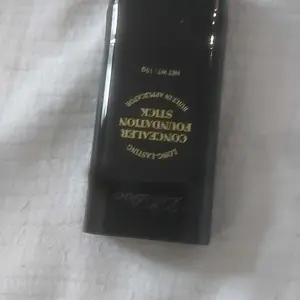 LONG-LASTING
CONCEALER
FOUNDATION
STICK
BUILT-IN APPLICATOR
NET WT: 15g